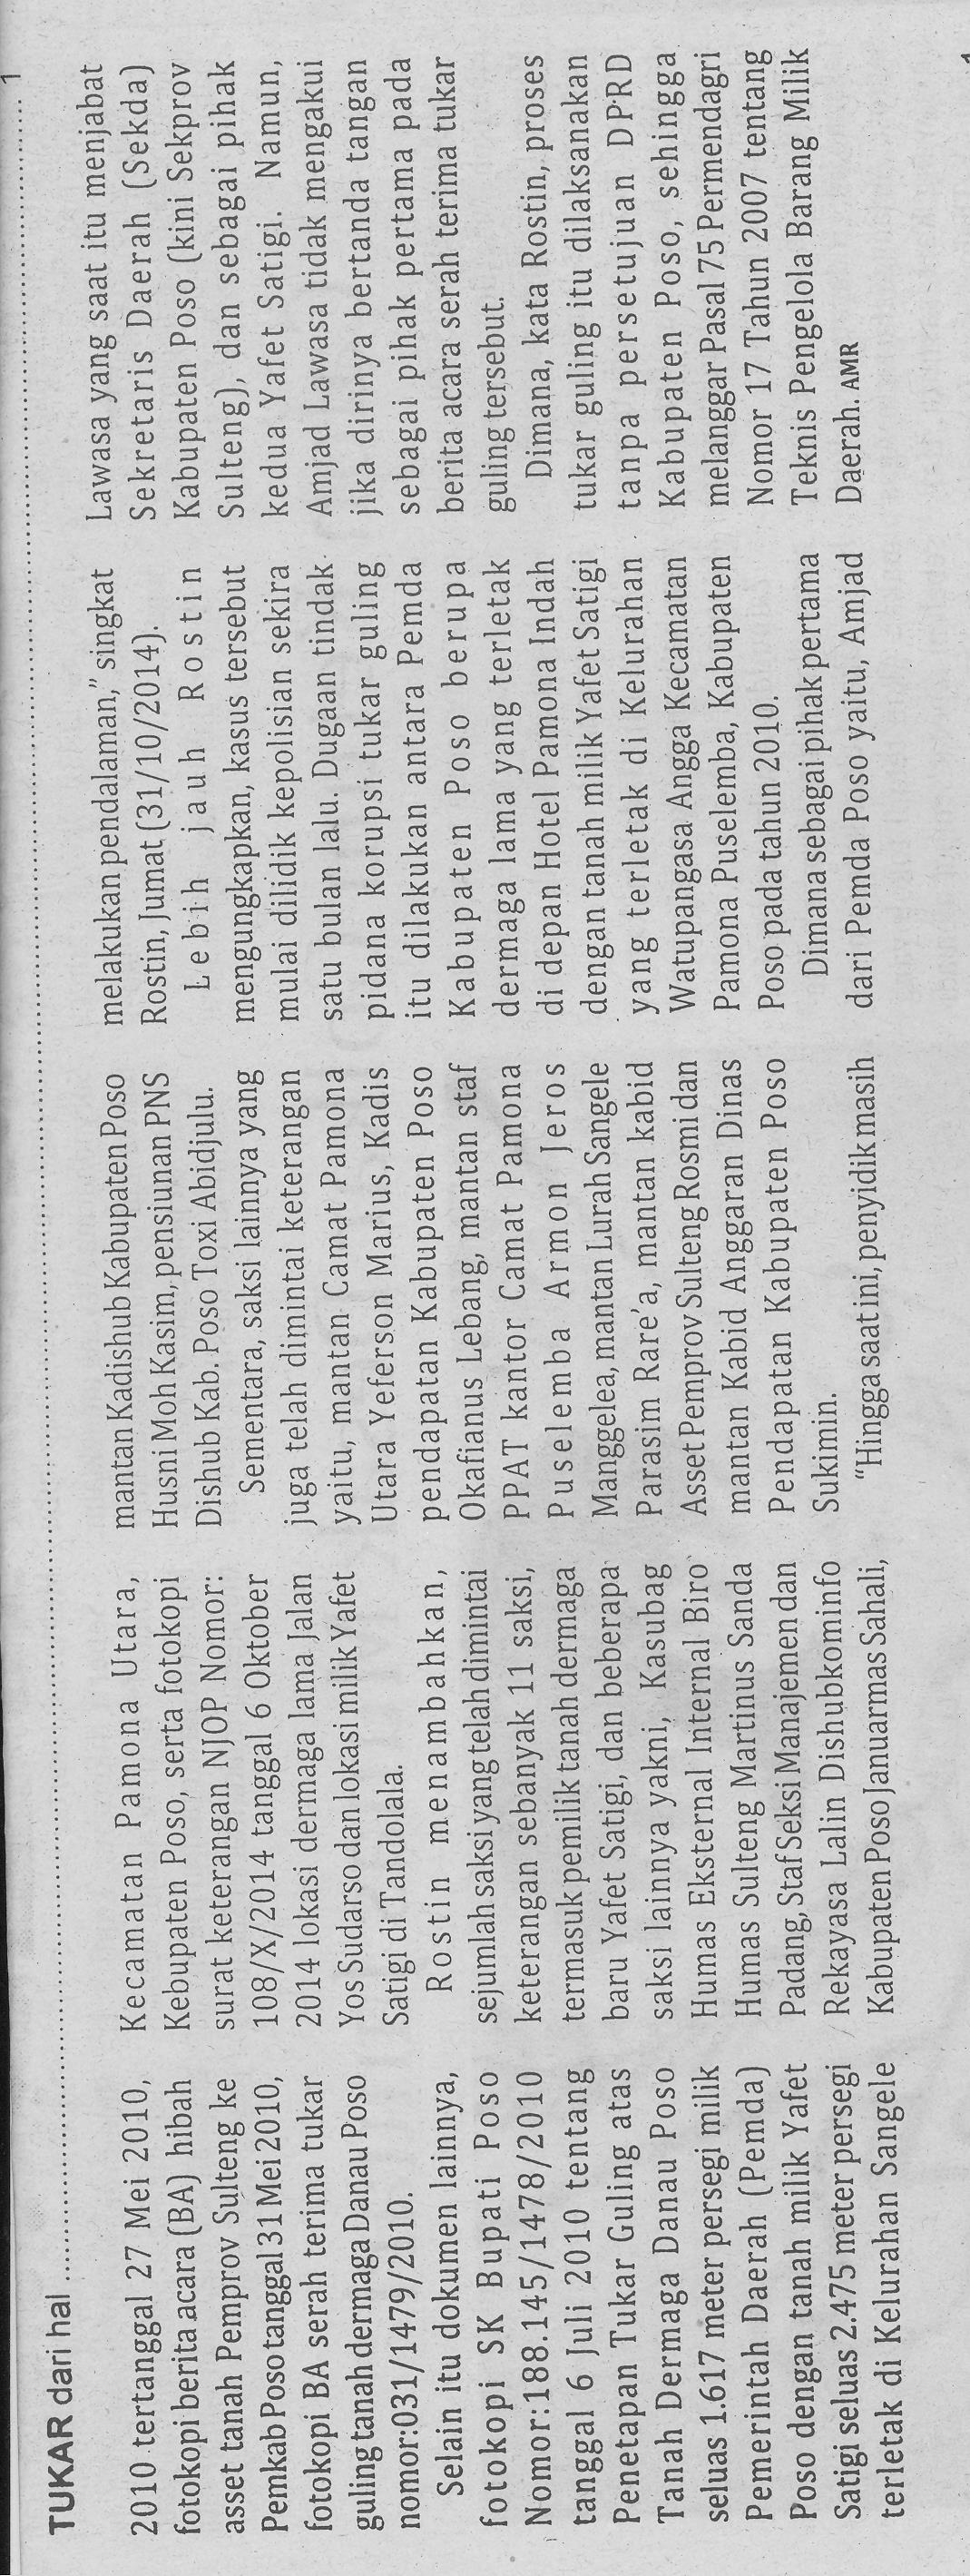 TUKAR dari hal ........................ 1
2010 tertanggal 27 Mei 2010,
fotokopi berita acara (BA) hibah
asset tanah Pemprov Sulteng ke
Pemkab Poso tanggal 31 Mei 2010,
fotokopi BA serah terima tukar
guling tanah dermaga Danau Poso
nomor:031/1479/2010.
Selain itu dokumen lainnya,
fotokopi SK Bupati Poso
Nomor:188.145/1478/2010
tanggal 6 Juli 2010 tentang
Penetapan Tukar Guling atas
Tanah Dermaga Danau Poso
seluas 1.617 meter persegi milik
Pemerintah Daerah (Pemda)
Poso dengan tanah milik Yafet
Satigi seluas 2.475 meter persegi
terletak di Kelurahan Sangele
Kecamatan Pamona Utara,
Kebupaten Poso, serta fotokopi
surat keterangan NJOP Nomor:
108/X/2014 tanggal 6 Oktober
2014 lokasi dermaga lama Jalan
Yos Sudarso dan lokasi milik Yafet
Satigi di Tandolala.
Rostin menambahkan,
sejumlah saksi yang telah dimintai
keterangan sebanyak 11 saksi,
termasuk pemilik tanah dermaga
baru Yafet Satigi, dan beberapa
saksi lainnya yakni, Kasubag
Humas Eksternal Internal Biro
Humas Sulteng Martinus Sanda
Padang, Staf Seksi Manajemen dan
Rekayasa Lalin Dishubkominfo
Kabupaten Poso Januarmas Sahali,
mantan Kadishub Kabupaten Poso
Husni Moh Kasim, pensiunan PNS
Dishub Kab. Poso Toxi Abidjulu.
Sementara, saksi lainnya yang
juga telah dimintai keterangan
yaitu, mantan Camat Pamona
Utara Yeferson Marius, Kadis
pendapatan Kabupaten Poso
Okafianus Lebang, mantan staf
PPAT kantor Camat Pamona
Puselemba Armon Jeros
Manggelea, mantan Lurah Sangele
Parasim Rare'a, mantan kabid
Asset Pemprov Sulteng Rosmi dan
mantan Kabid Anggaran Dinas
Pendapatan Kabupaten Poso
Sukimin.
“Hingga saat ini, penyidik masih
melakukan pendalaman,” singkat
Rostin, Jumat (31/10/2014).
Lebih jauh Rostin
mengungkapkan, kasus tersebut
mulai dilidik kepolisian sekira
satu bulan lalu. Dugaan tindak
pidana korupsi tukar guling
itu dilakukan antara Pemda
Kabupaten Poso berupa
dermaga lama yang terletak
di depan Hotel Pamona Indah
dengan tanah milik Yafet Satigi
yang terletak di Kelurahan
Watupangasa Angga Kecamatan
Pamona Puselemba, Kabupaten
Poso pada tahun 2010.
Dimana sebagai pihak pertama
dari Pemda Poso yaitu, Amjad
Lawasa yang saat itu menjabat
Sekretaris Daerah (Sekda)
Kabupaten Poso (kini Sekprov
Sulteng), dan sebagai pihak
kedua Yafet Satigi. Namun,
Amjad Lawasa tidak mengakui
jika dirinya bertanda tangan
sebagai pihak pertama pada
berita acara serah terima tukar
guling tersebut.
Dimana, kata Rostin, proses
tukar guling itu dilaksanakan
tanpa persetujuan DPRD
Kabupaten Poso, sehingga
melanggar Pasal 75 Permendagri
Nomor 17 Tahun 2007 tentang
Teknis Pengelola Barang Milik
Daerah. AMR